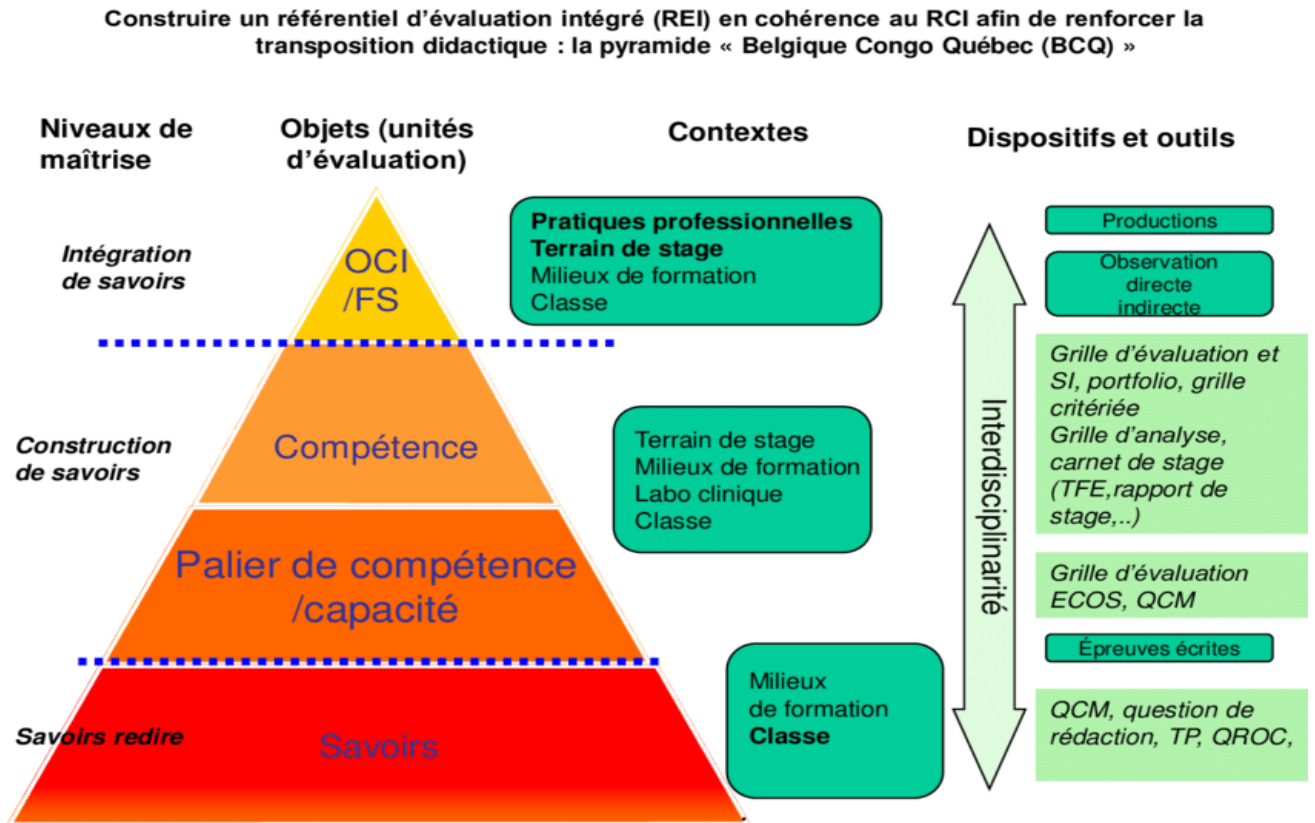 Construire un référentiel d'évaluation intégré (REI) en cohérence au RCI afin de renforcer la
transposition didactique : la pyramide « Belgique Congo Québec (BCQ) »
Niveaux de
maîtrise
Objets (unités
d'évaluation)
Contextes
Dispositifs et outils
Intégration
de savoirs
OCI
/FS
Pratiques professionnelles
Terrain de stage
Milieux de formation
Classe
Productions
Observation
directe
indirecte
Construction
de savoirs
Compétence
Palier de compétence
/capacité
Terrain de stage
Milieux de formation
Labo clinique
Classe
Interdisciplinarité
Grille d'évaluation et
SI, portfolio, grille
critériée
Grille d'analyse,
carnet de stage
(TFE,rapport de
stage,..)
Grille d'évaluation
ECOS, QCM
Épreuves écrites
Savoirs redire
Savoirs
Milieux
de formation
Classe
QCM, question de
rédaction, TP, QROC,